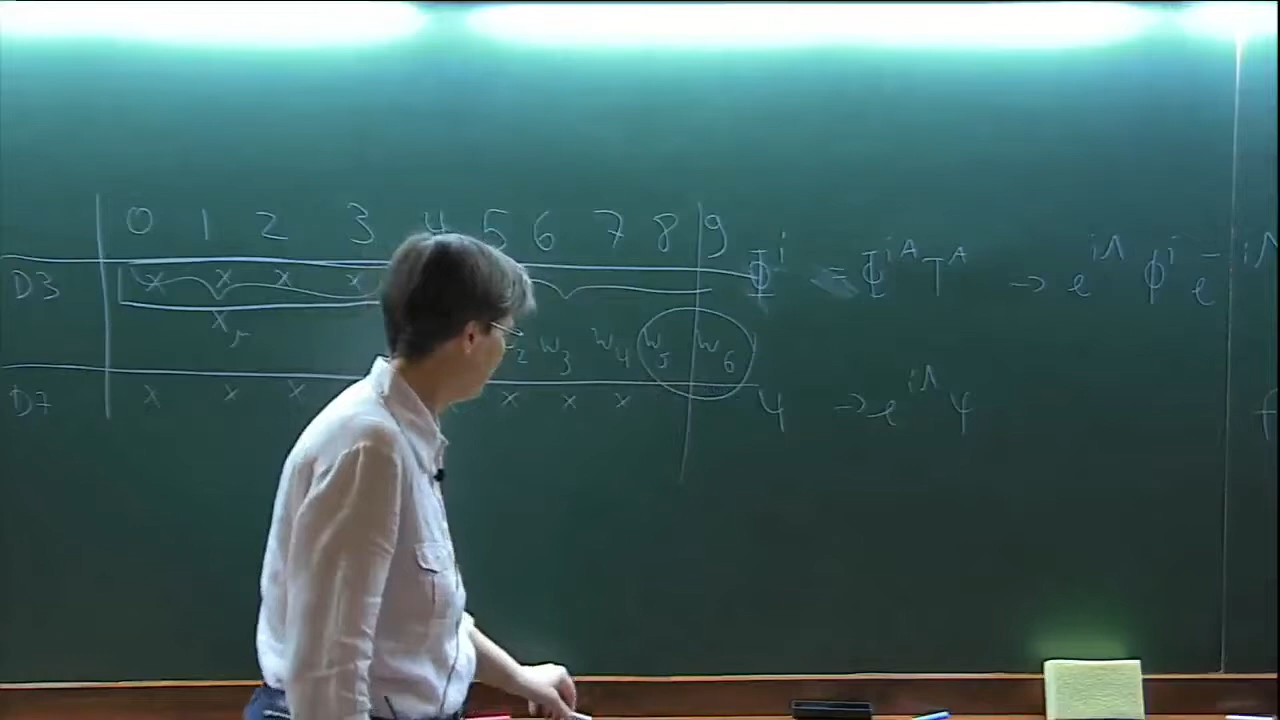 0 1 2 3 4 5 6 7 8 9
D3 x x x x Φ^i = Φ^{iA} T^A → e^{iΛ} Φ^i e^{-iΛ}
x_μ w_3 w_4 w_5 w_6
D7 x x x x x x ψ → e^{iΛ} ψ